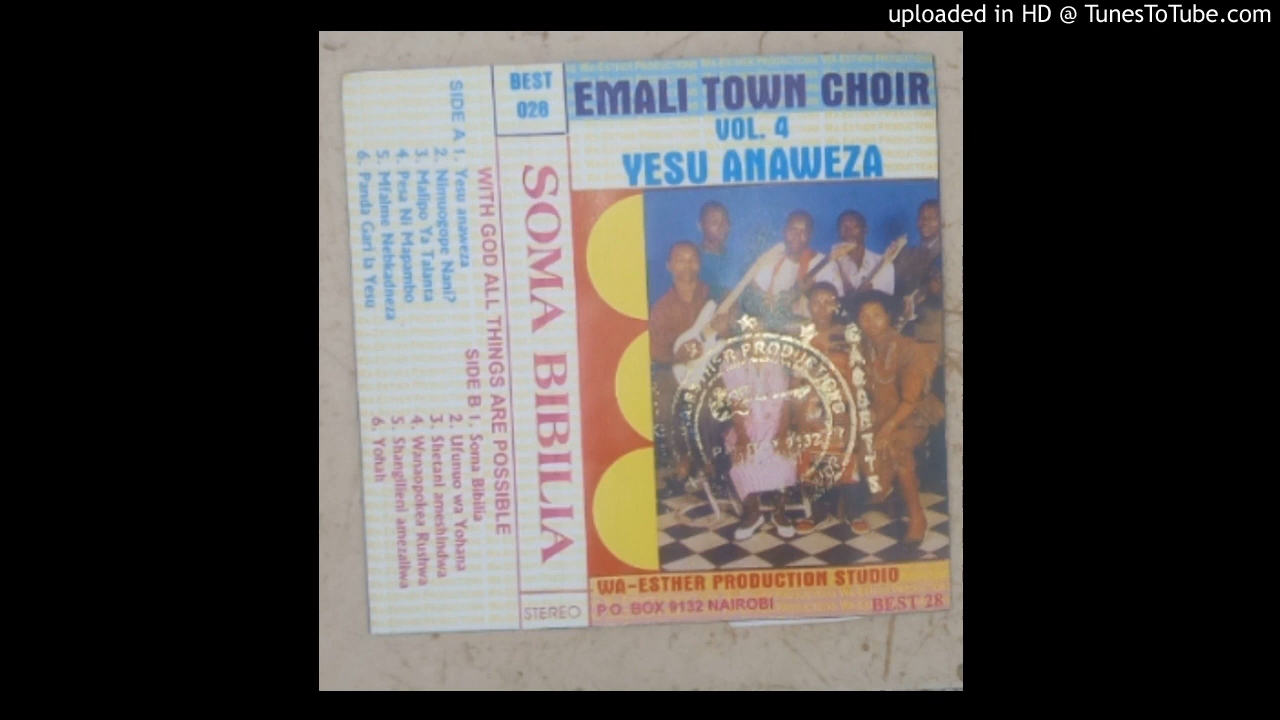 uploaded in HD @ TunesToTube.com
BEST
028
EMALI TOWN CHOIR
VOL. 4
YESU ANAWEZA
SOMA BIBILIA
STEREO
WITH GOD ALL THINGS ARE POSSIBLE
SIDE A 1. Yesu anaweza
2. Nimuogope Nani?
3. Malipo Ya Talanta
4. Pesa Ni Mapambo
5. Mfalme Nebkadneza
6. Panda Gari la Yesu
SIDE B 1. Soma Bibilia
2. Ufunuo wa Yohana
3. Shetani ameshindwa
4. Wanaopokea Rushwa
5. Shangilieni amezaliwa
6. Yohah
CASSETTE
WA-ESTHER PRODUCTION STUDIO
P.O. BOX 9132 NAIROBI
BEST 28